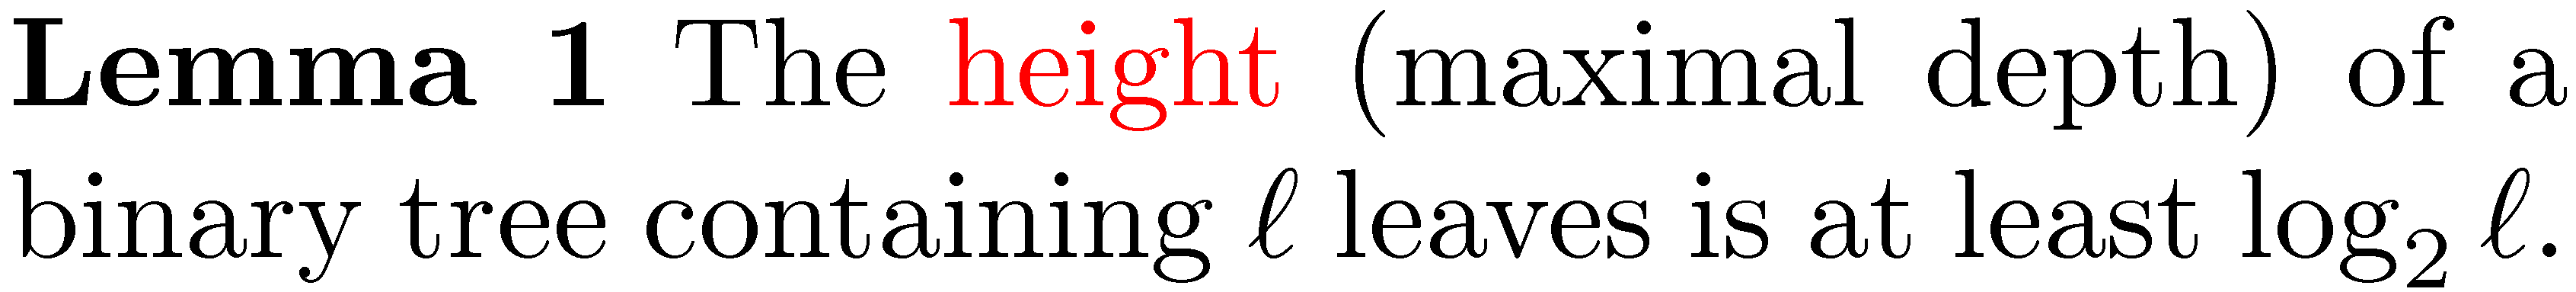 Lemma 1 The height (maximal depth) of a
binary tree containing ℓ leaves is at least log₂ ℓ.